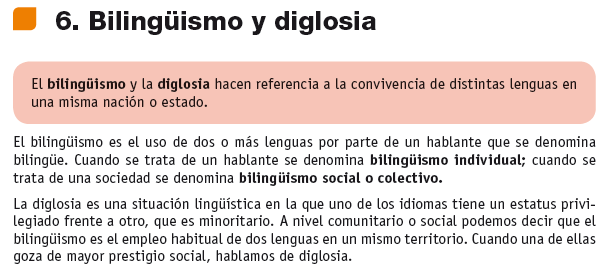 6. Bilingüismo y diglosia
El bilingüismo y la diglosia hacen referencia a la convivencia de distintas lenguas en
una misma nación o estado.
El bilingüismo es el uso de dos o más lenguas por parte de un hablante que se denomina
bilingüe. Cuando se trata de un hablante se denomina bilingüismo individual; cuando se
trata de una sociedad se denomina bilingüismo social o colectivo.
La diglosia es una situación lingüística en la que uno de los idiomas tiene un estatus privi-
legiado frente a otro, que es minoritario. A nivel comunitario o social podemos decir que el
bilingüismo es el empleo habitual de dos lenguas en un mismo territorio. Cuando una de ellas
goza de mayor prestigio social, hablamos de diglosia.